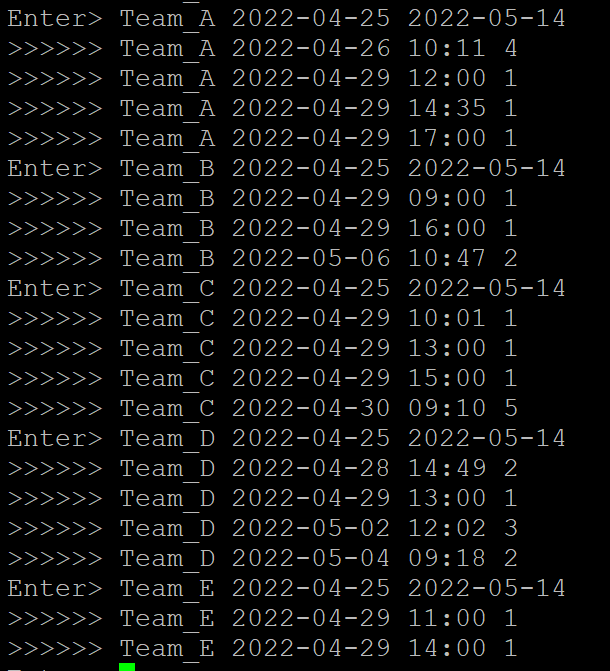 Enter> Team_A 2022-04-25 2022-05-14
>>>>>> Team_A 2022-04-26 10:11 4
>>>>>> Team_A 2022-04-29 12:00 1
>>>>>> Team_A 2022-04-29 14:35 1
>>>>>> Team_A 2022-04-29 17:00 1
Enter> Team_B 2022-04-25 2022-05-14
>>>>>> Team_B 2022-04-29 09:00 1
>>>>>> Team_B 2022-04-29 16:00 1
>>>>>> Team_B 2022-05-06 10:47 2
Enter> Team_C 2022-04-25 2022-05-14
>>>>>> Team_C 2022-04-29 10:01 1
>>>>>> Team_C 2022-04-29 13:00 1
>>>>>> Team_C 2022-04-29 15:00 1
>>>>>> Team_C 2022-04-30 09:10 5
Enter> Team_D 2022-04-25 2022-05-14
>>>>>> Team_D 2022-04-28 14:49 2
>>>>>> Team_D 2022-04-29 13:00 1
>>>>>> Team_D 2022-05-02 12:02 3
>>>>>> Team_D 2022-05-04 09:18 2
Enter> Team_E 2022-04-25 2022-05-14
>>>>>> Team_E 2022-04-29 11:00 1
>>>>>> Team_E 2022-04-29 14:00 1